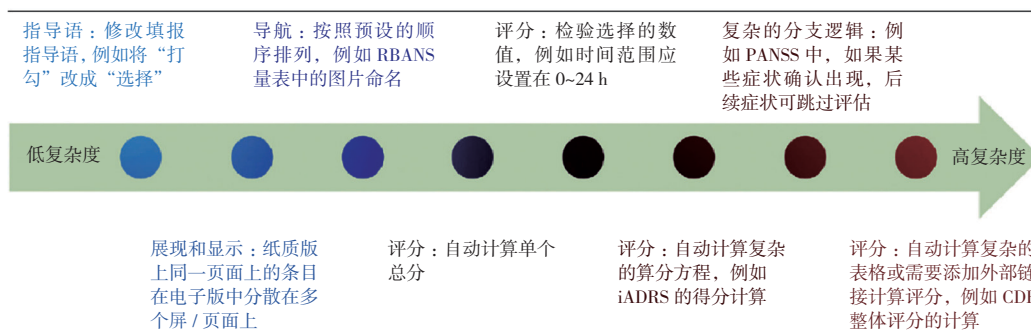 指导语：修改填报
指导语，例如将“打
勾”改成“选择”
导航：按照预设的顺
序排列，例如 RBANS
量表中的图片命名
评分：检验选择的数
值，例如时间范围应
设置在 0~24 h
复杂的分支逻辑：例
如 PANSS 中，如果某
些症状确认出现，后
续症状可跳过评估
低复杂度
高复杂度
展现和显示：纸质版
上同一页面上的条目
在电子版中分散在多
个屏 / 页面上
评分：自动计算单个
总分
评分：自动计算复杂
的算分方程，例如
iADRS 的得分计算
评分：自动计算复杂的
表格或需要添加外部链
接计算评分，例如
整体评分的计算